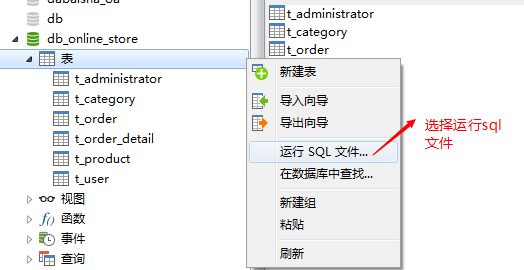 dabaisha_oa
db
db_online_store
表
t_administrator
t_category
t_order
t_order_detail
t_product
t_user
视图
函数
事件
查询
t_administrator
t_category
t_order
新建表
导入向导
导出向导
运行 SQL 文件...
在数据库中查找...
新建组
粘贴
刷新
选择运行sql
文件